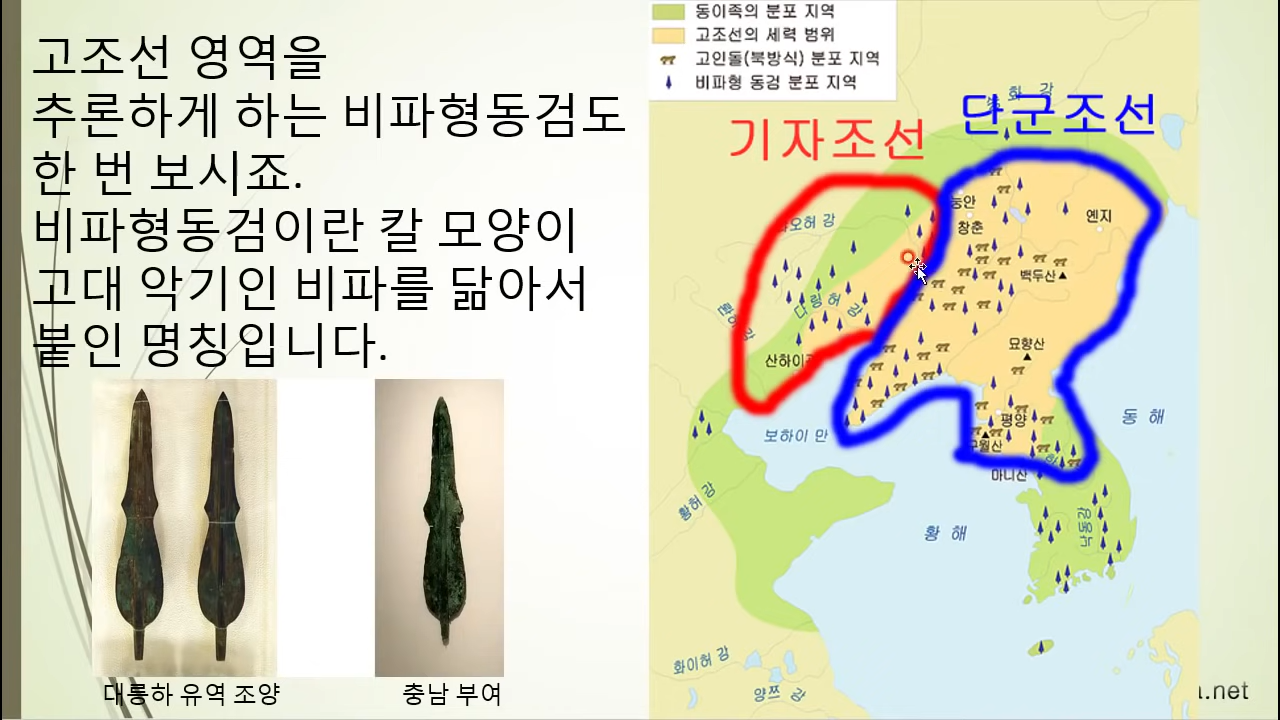 고조선 영역을
추론하게 하는 비파형동검도
한 번 보시죠.
비파형동검이란 칼 모양이
고대 악기인 비파를 닮아서
붙인 명칭입니다.
대릉하 유역 조양
충남 부여
동이족의 분포 지역
고조선의 세력 범위
고인돌(북방식) 분포 지역
비파형 동검 분포 지역
기자조선
단군조선
화 강
오허 강
눙안
창춘
옌지
백두산
다링허 강
묘향산
산하이
평양
동 해
보하이 만
구월산
마니산
황허 강
황 해
낙동강
화이허 강
양쯔 강
.net